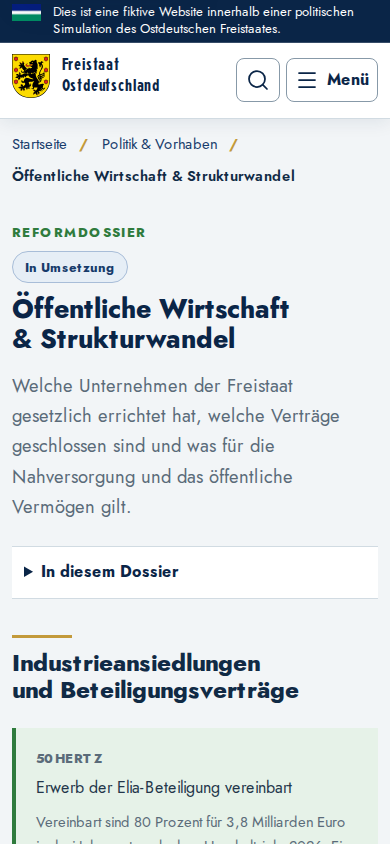 Dies ist eine fiktive Website innerhalb einer politischen
Simulation des Ostdeutschen Freistaates.
Freistaat
Ostdeutschland
Menü
Startseite / Politik & Vorhaben /
Öffentliche Wirtschaft & Strukturwandel
REFORMDOSSIER
In Umsetzung
Öffentliche Wirtschaft
& Strukturwandel
Welche Unternehmen der Freistaat
gesetzlich errichtet hat, welche Verträge
geschlossen sind und was für die
Nahversorgung und das öffentliche
Vermögen gilt.
In diesem Dossier
Industrieansiedlungen
und Beteiligungsverträge
50HERTZ
Erwerb der Elia-Beteiligung vereinbart
Vereinbart sind 80 Prozent für 3,8 Milliarden Euro